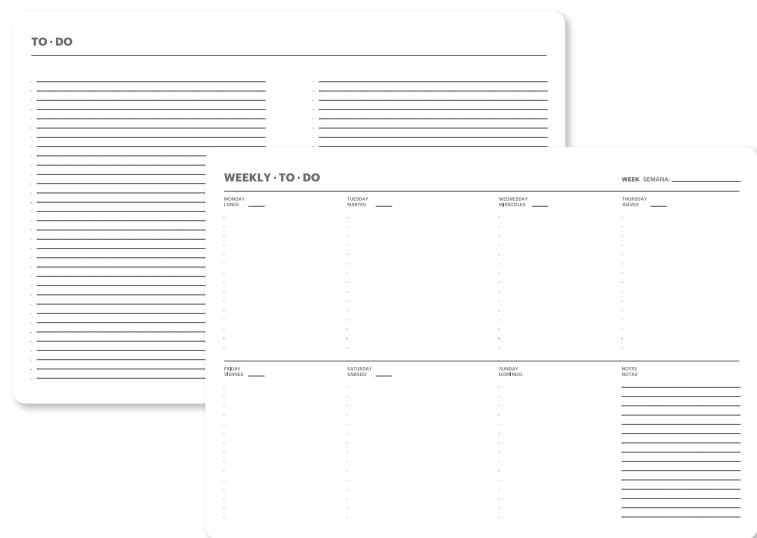 TO · DO
WEEKLY · TO · DO
WEEK SEMANA:
MONDAY
LUNES
TUESDAY
MARTES
WEDNESDAY
MIÉRCOLES
THURSDAY
JUEVES
FRIDAY
VIERNES
SATURDAY
SÁBADO
SUNDAY
DOMINGO
NOTES
NOTAS